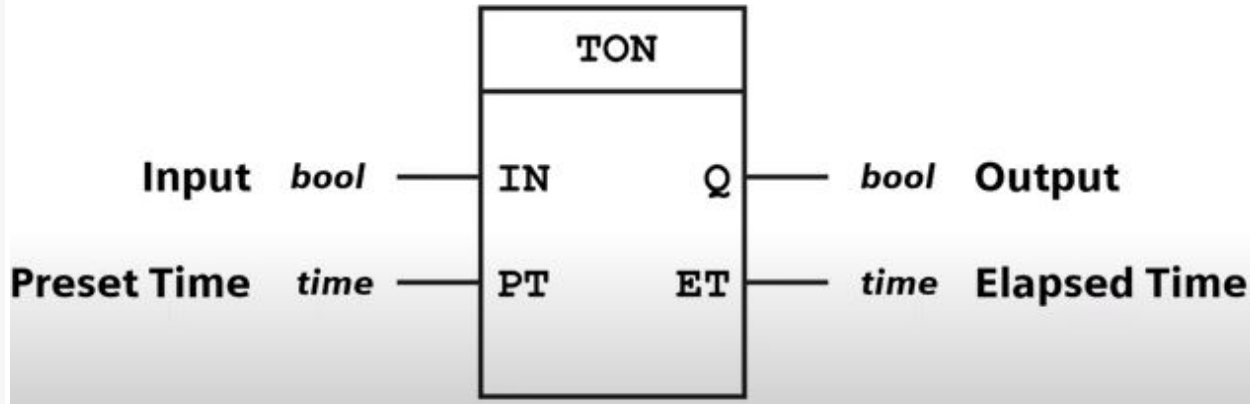 TON
Input bool IN Q bool Output
Preset Time time PT ET time Elapsed Time